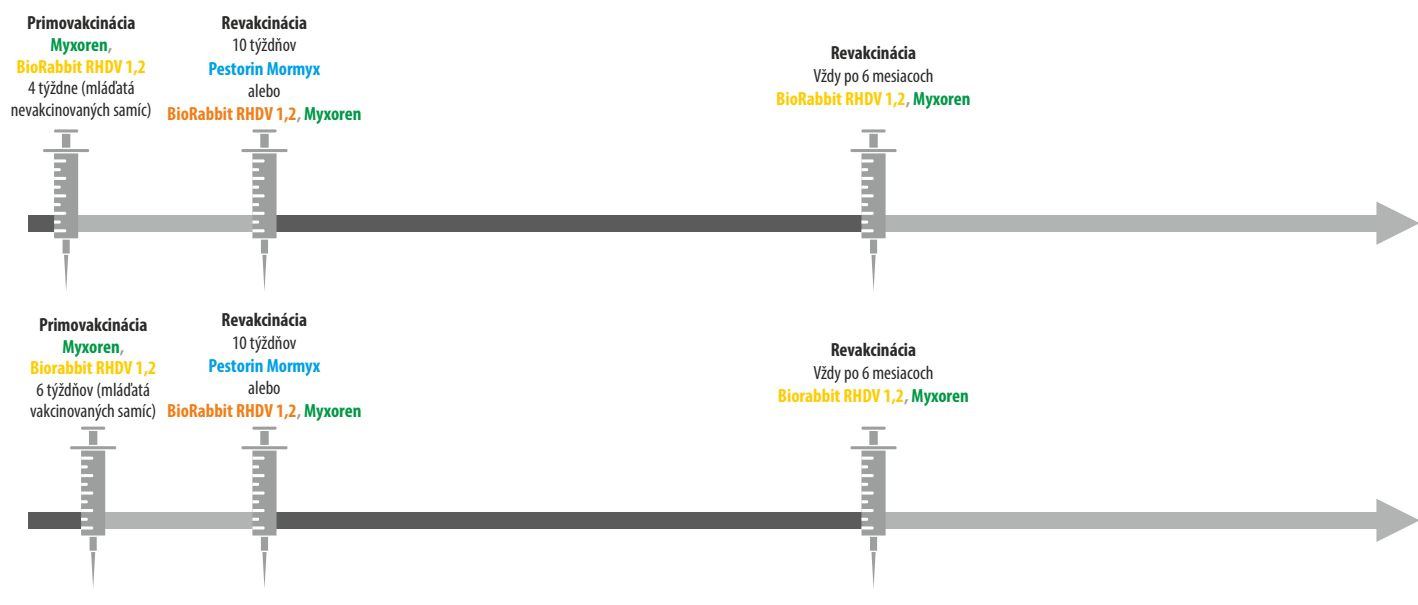 Primovakcinácia
Myxoren,
BioRabbit RHDV 1,2
4 týždne (mláďatá
nevakcinovaných samíc)
Revakcinácia
10 týždňov
Pestorin Mormyx
alebo
BioRabbit RHDV 1,2, Myxoren
Revakcinácia
Vždy po 6 mesiacoch
BioRabbit RHDV 1,2, Myxoren
Primovakcinácia
Myxoren,
Biorabbit RHDV 1,2
6 týždňov (mláďatá
vakcinovaných samíc)
Revakcinácia
10 týždňov
Pestorin Mormyx
alebo
BioRabbit RHDV 1,2, Myxoren
Revakcinácia
Vždy po 6 mesiacoch
Biorabbit RHDV 1,2, Myxoren